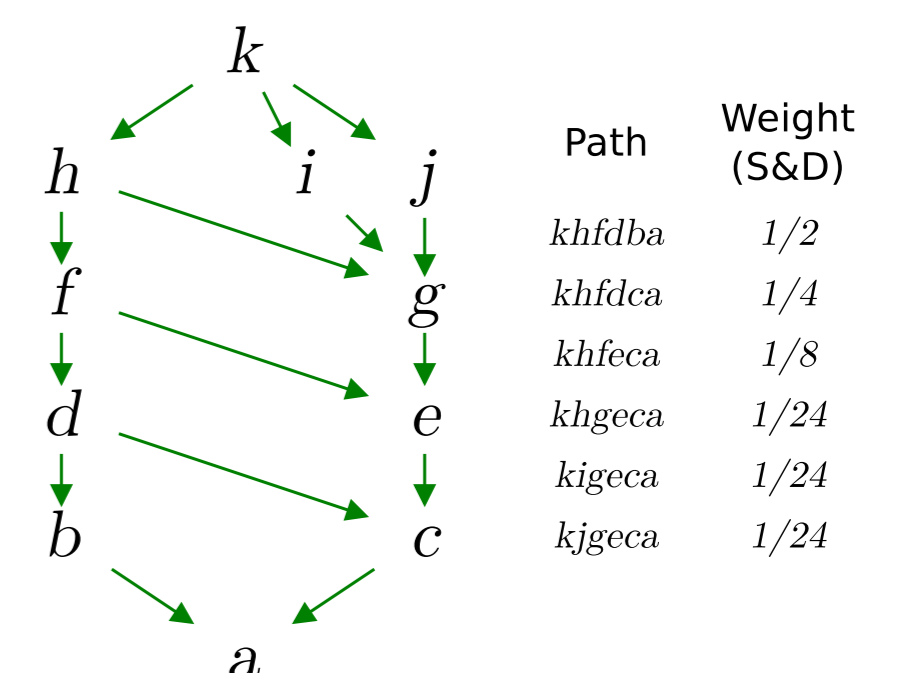 k
h i j
f g
d e
b c
a
Path Weight
(S&D)
khfdba 1/2
khfdca 1/4
khfeca 1/8
khgeca 1/24
kigeca 1/24
kjgeca 1/24